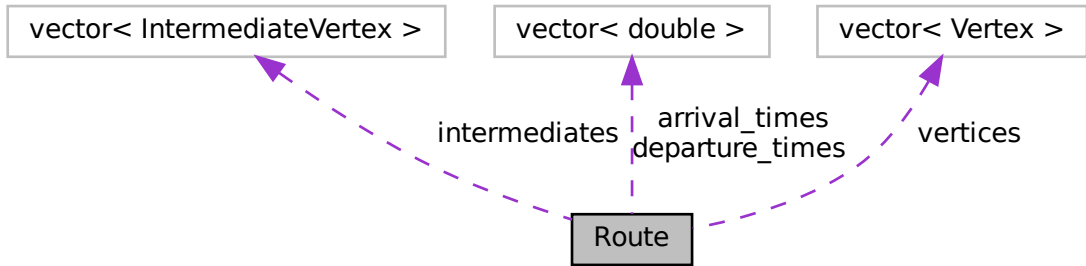 vector< IntermediateVertex >
vector< double >
vector< Vertex >
intermediates
arrival_times
departure_times
vertices
Route